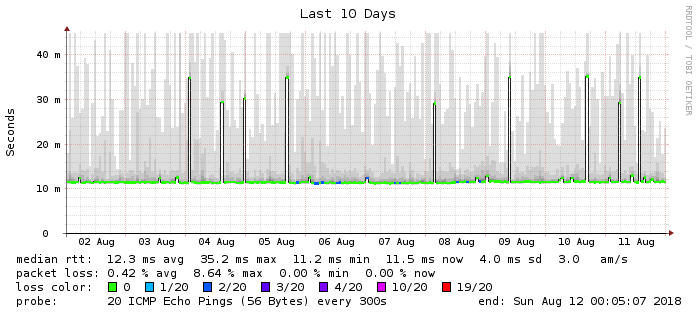 Last 10 Days
RRDTOOL / TOBI OETIKER
Seconds
40 m
30 m
20 m
10 m
0
02 Aug 03 Aug 04 Aug 05 Aug 06 Aug 07 Aug 08 Aug 09 Aug 10 Aug 11 Aug
median rtt: 12.3 ms avg 35.2 ms max 11.2 ms min 11.5 ms now 4.0 ms sd 3.0 am/s
packet loss: 0.42 % avg 8.64 % max 0.00 % min 0.00 % now
loss color: 0 1/20 2/20 3/20 4/20 10/20 19/20
probe: 20 ICMP Echo Pings (56 Bytes) every 300s end: Sun Aug 12 00:05:07 2018